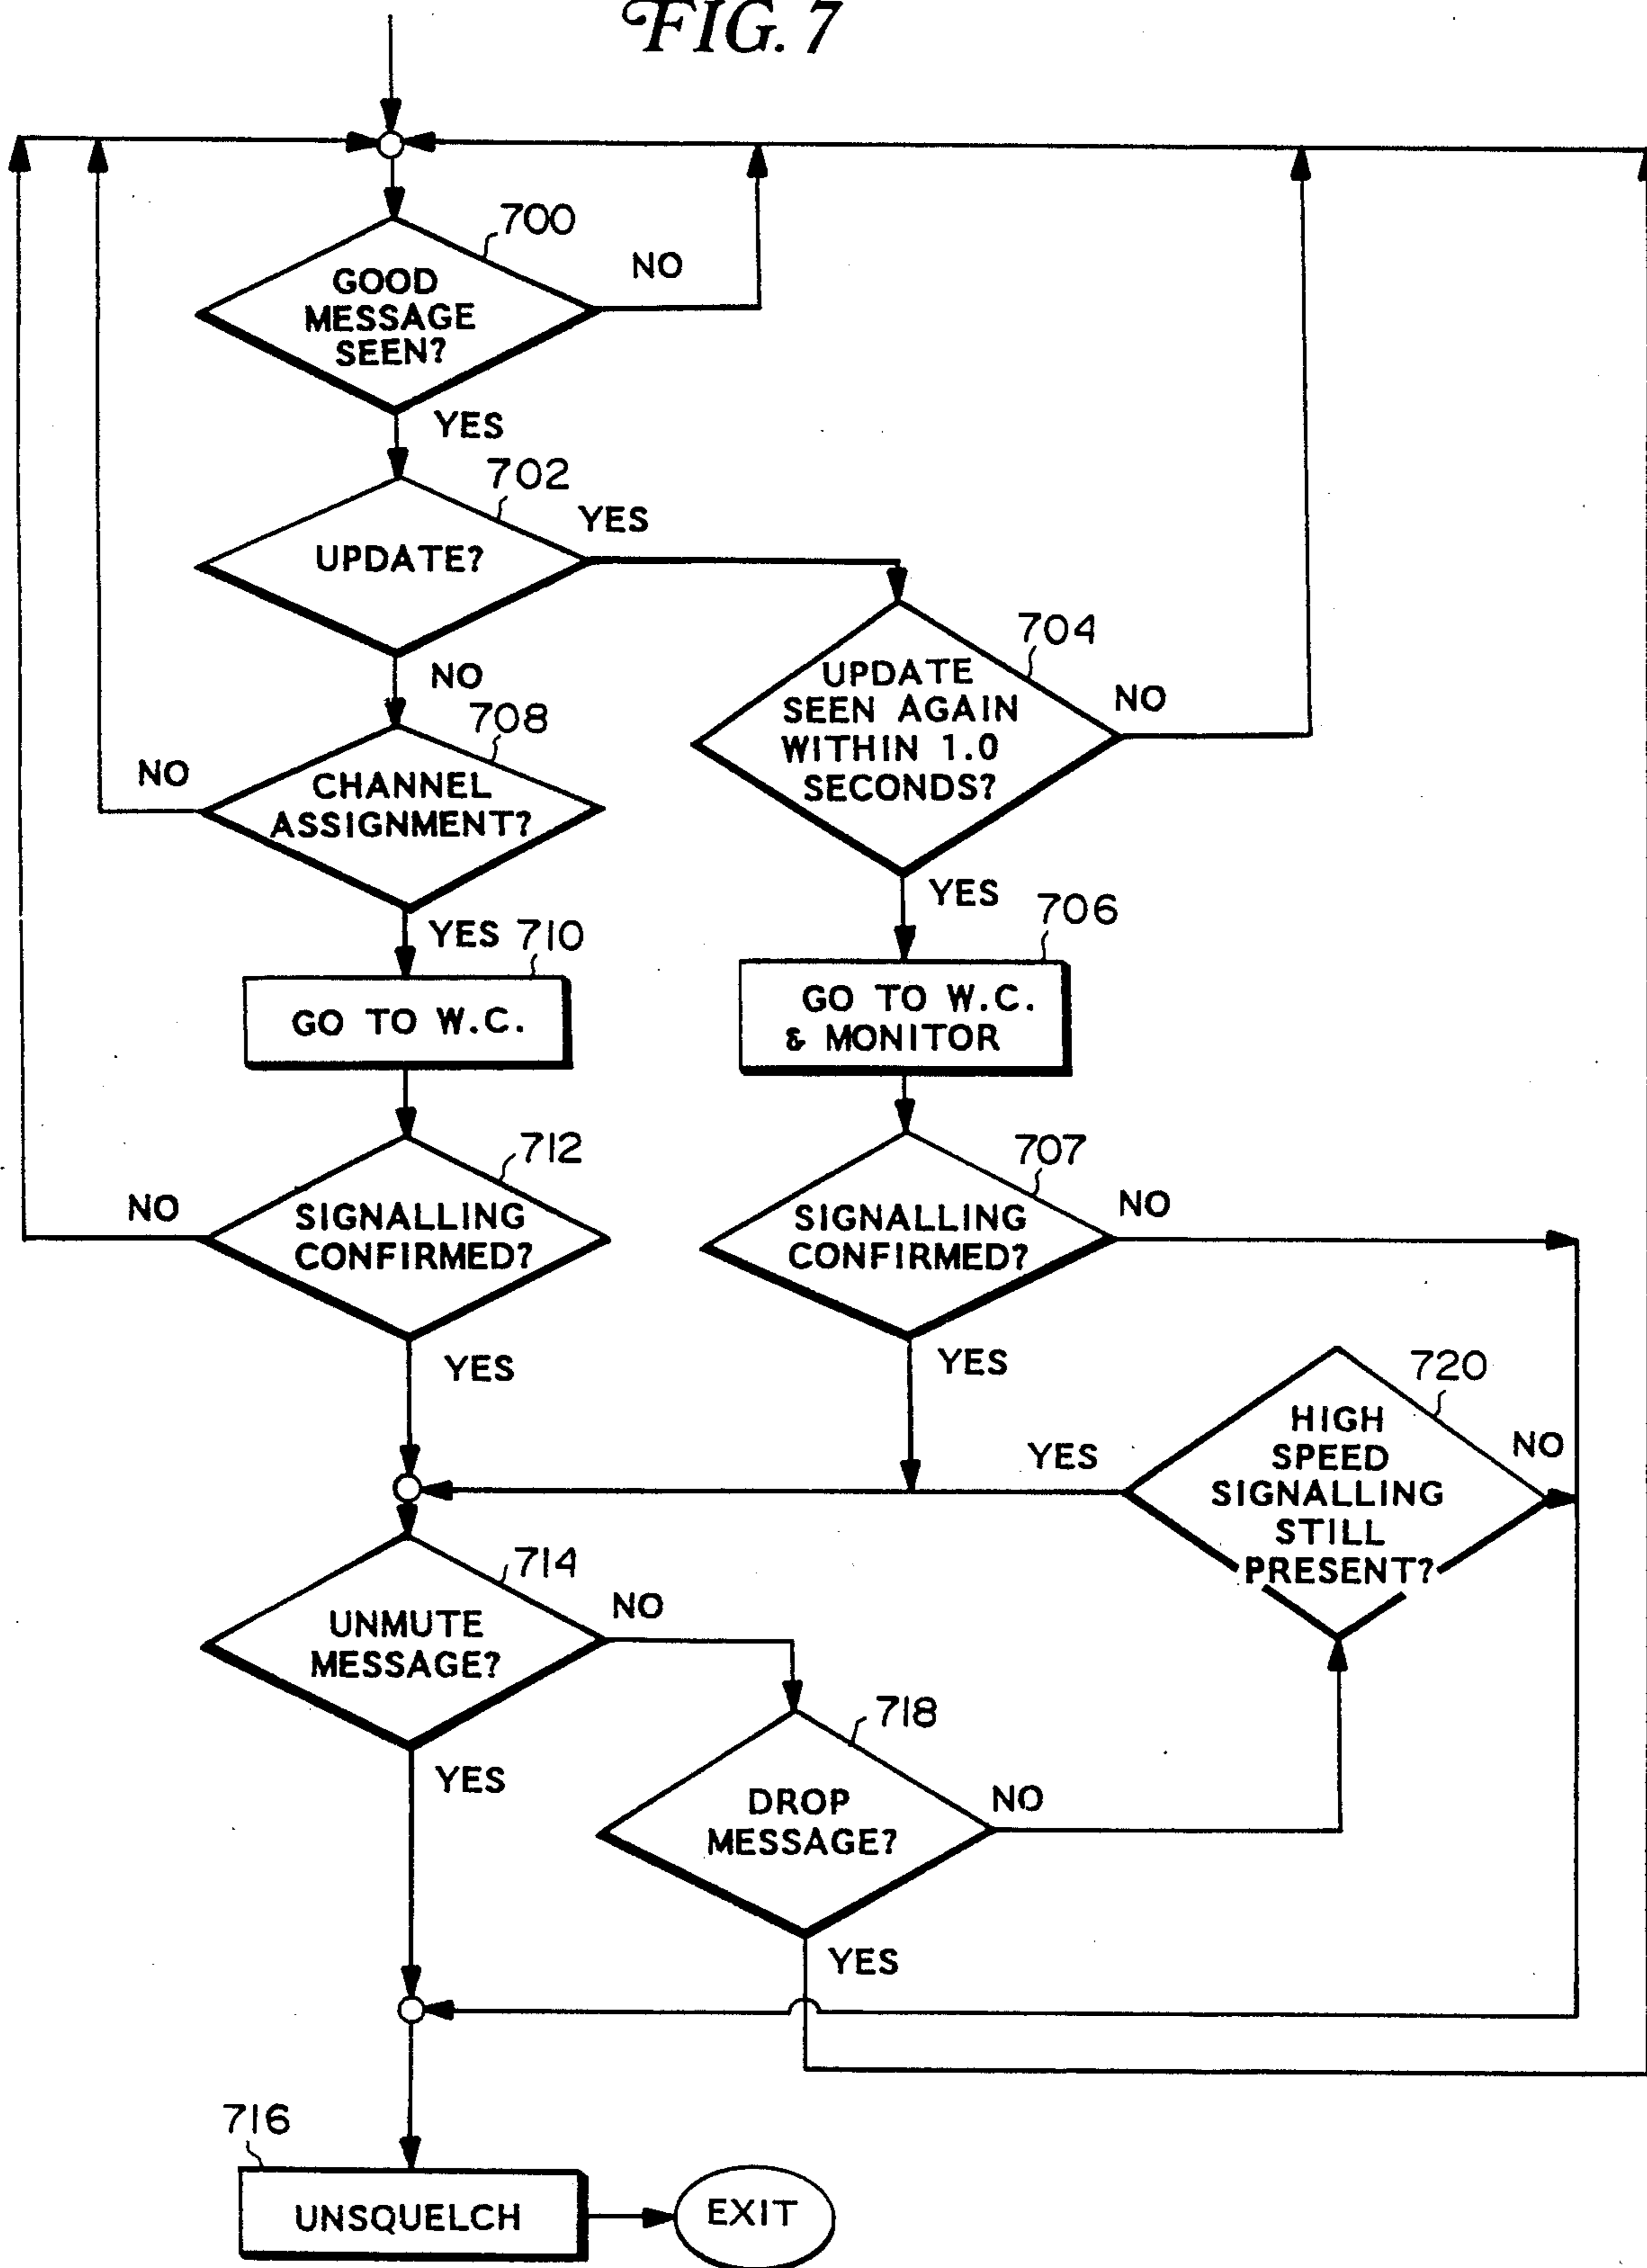 FIG. 7
700
NO
GOOD
MESSAGE
SEEN?
YES
702
YES
UPDATE?
NO
704
UPDATE
SEEN AGAIN
WITHIN 1.0
SECONDS?
NO
YES
708
NO
CHANNEL
ASSIGNMENT?
YES 710
GO TO W.C.
706
GO TO W.C.
& MONITOR
712
NO
SIGNALLING
CONFIRMED?
YES
707
NO
SIGNALLING
CONFIRMED?
YES
720
YES
HIGH
SPEED
SIGNALLING
STILL
PRESENT?
NO
714
NO
UNMUTE
MESSAGE?
YES
718
DROP
MESSAGE?
NO
YES
716
UNSQUELCH
EXIT